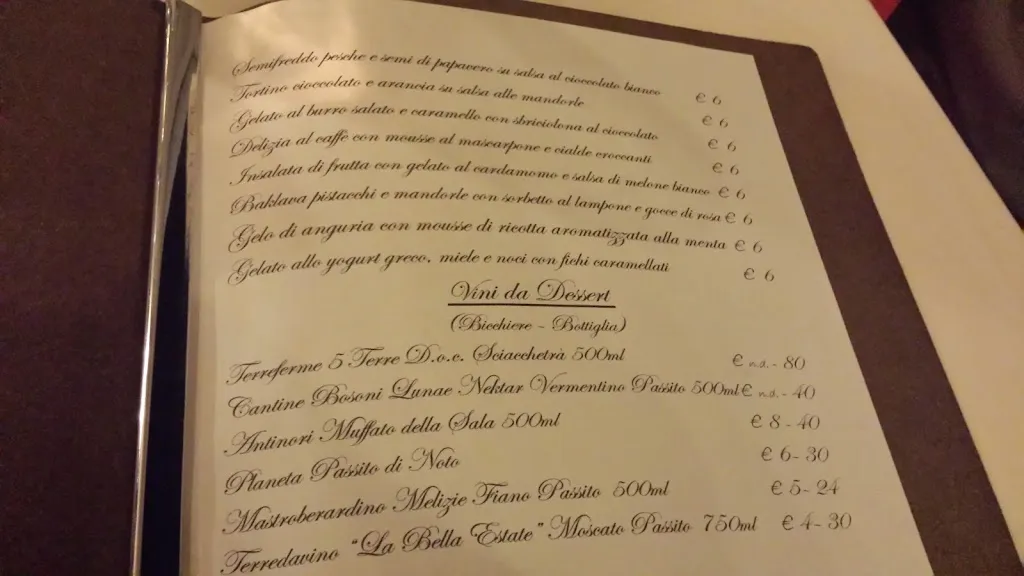 Semifreddo pesche e semi di papavero su salsa al cioccolato bianco € 6
Tortino cioccolato e arancia su salsa alle mandorle € 6
Gelato al burro salato e caramello con sbriciolona al cioccolato € 6
Delizia al caffè con mousse al mascarpone e cialde croccanti € 6
Insalata di frutta con gelato al cardamomo e salsa di melone bianco € 6
Baklava pistacchi e mandorle con sorbetto al lampone e gocce di rosa € 6
Gelo di anguria con mousse di ricotta aromatizzata alla menta € 6
Gelato allo yogurt greco, miele e noci con fichi caramellati € 6
Vini da Dessert
(Bicchiere - Bottiglia)
Terreferme 5 Terre D.o.c. Sciacchetrà 500ml € n.d. - 80
Cantine Bosoni Lunae Nektar Vermentino Passito 500ml € n.d. - 40
Antinori Muffato della Sala 500ml € 8 - 40
Planeta Passito di Noto € 6 - 30
Mastroberardino Melizie Fiano Passito 500ml € 5 - 24
Terredavino "La Bella Estate" Moscato Passito 750ml € 4 - 30